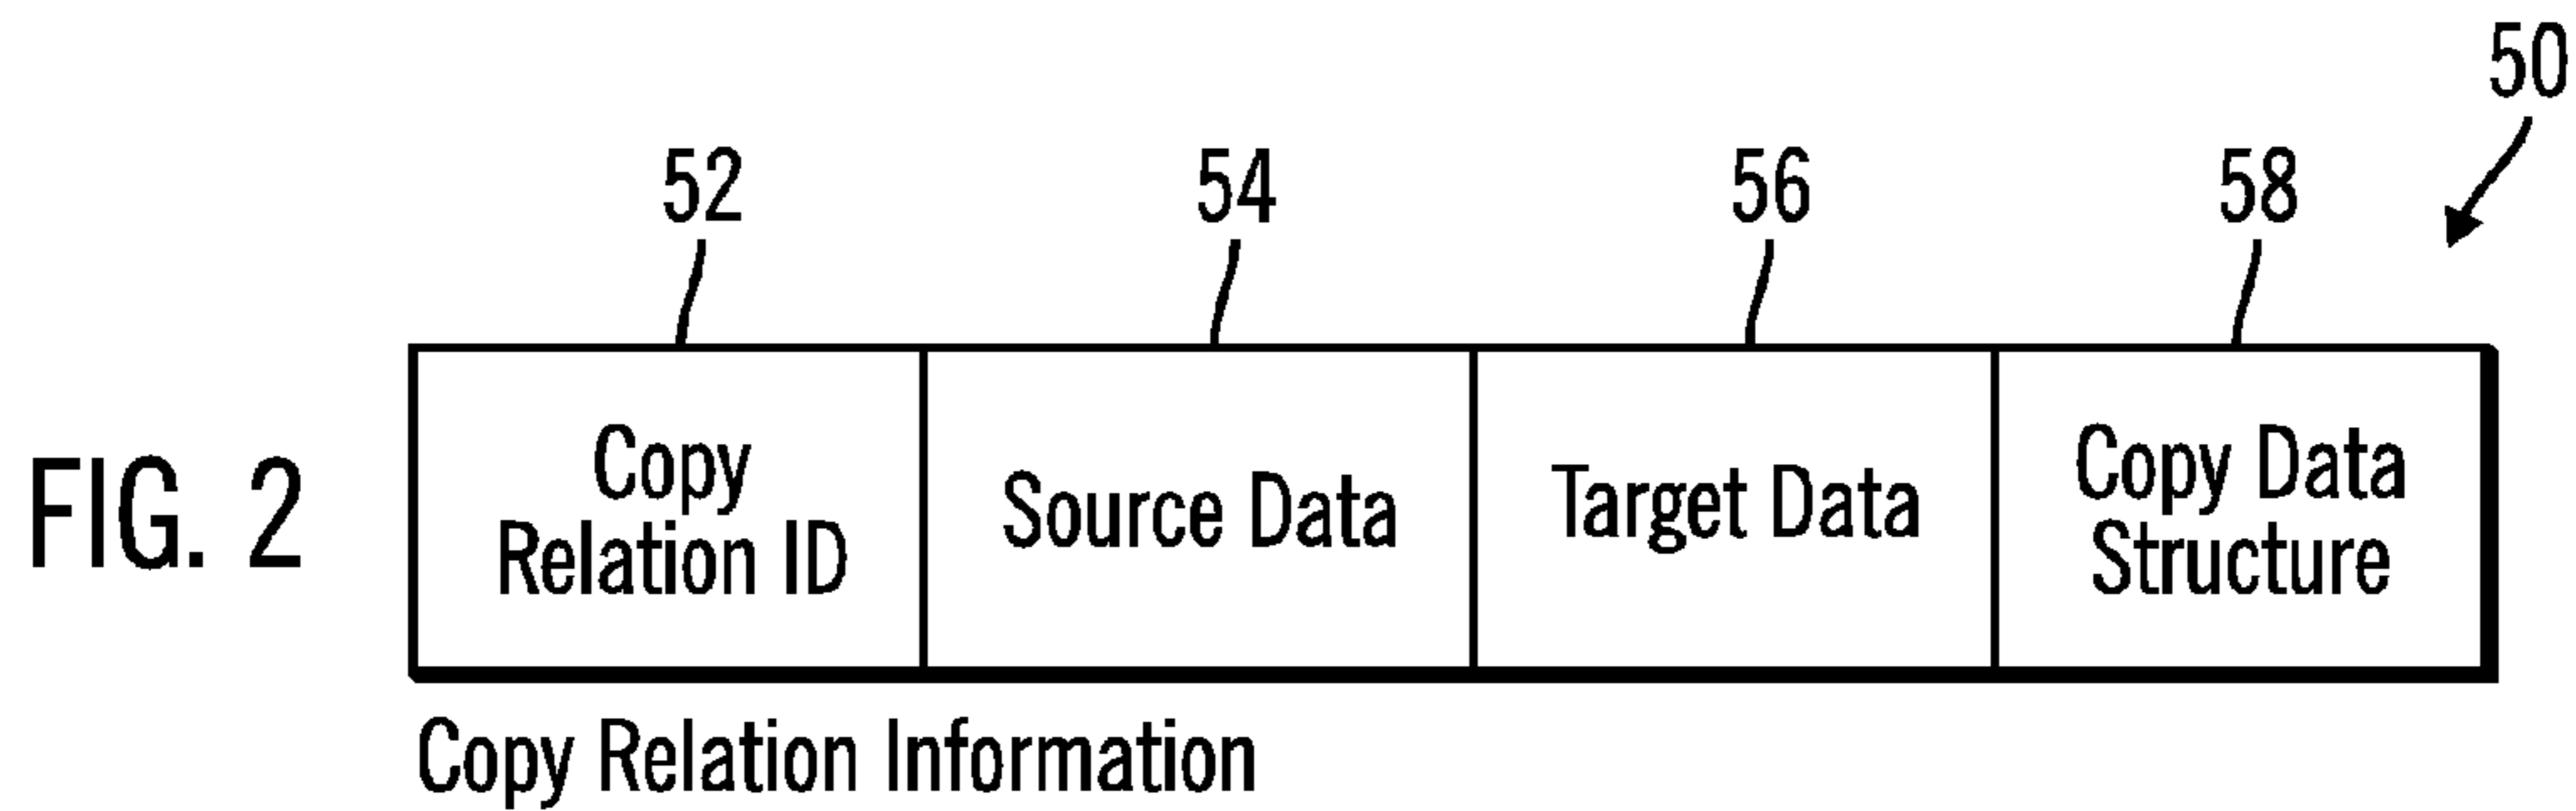 50
52 54 56 58
FIG. 2
Copy
Relation ID
Source Data
Target Data
Copy Data
Structure
Copy Relation Information